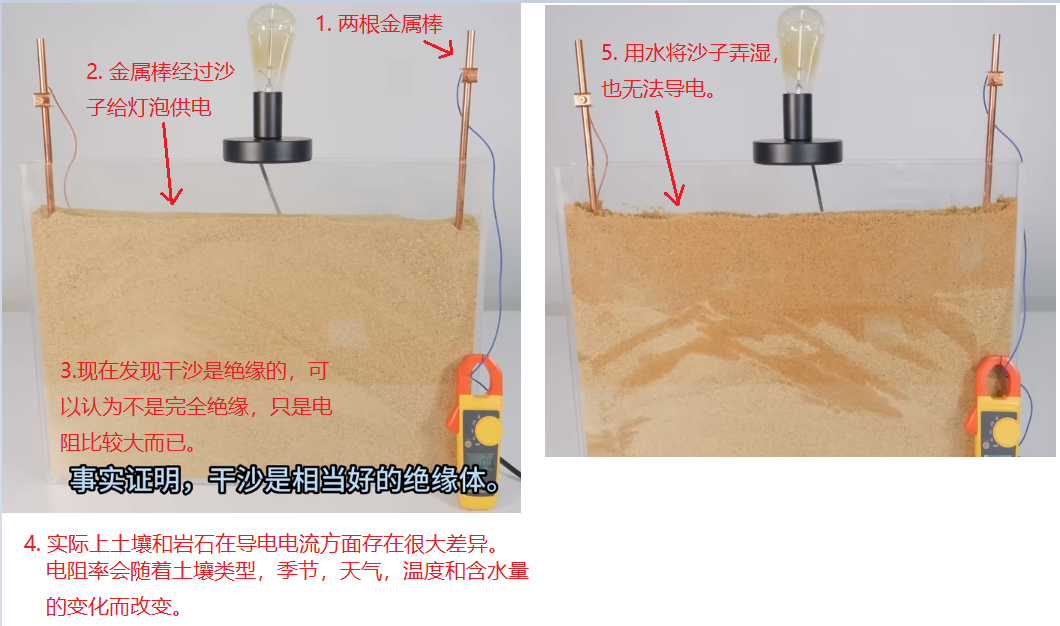 1. 两根金属棒
2. 金属棒经过沙
子给灯泡供电
3.现在发现干沙是绝缘的，可
以认为不是完全绝缘，只是电
阻比较大而已。
事实证明，干沙是相当好的绝缘体。
4. 实际上土壤和岩石在导电电流方面存在很大差异。
电阻率会随着土壤类型，季节，天气，温度和含水量
的变化而改变。
5. 用水将沙子弄湿，
也无法导电。